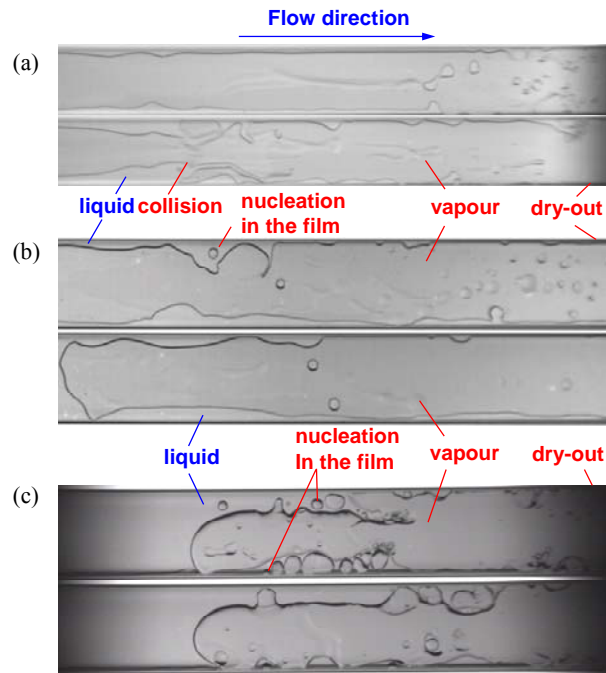 Flow direction
(a)
liquid collision nucleation in the film vapour dry-out
(b)
liquid nucleation In the film vapour dry-out
(c)